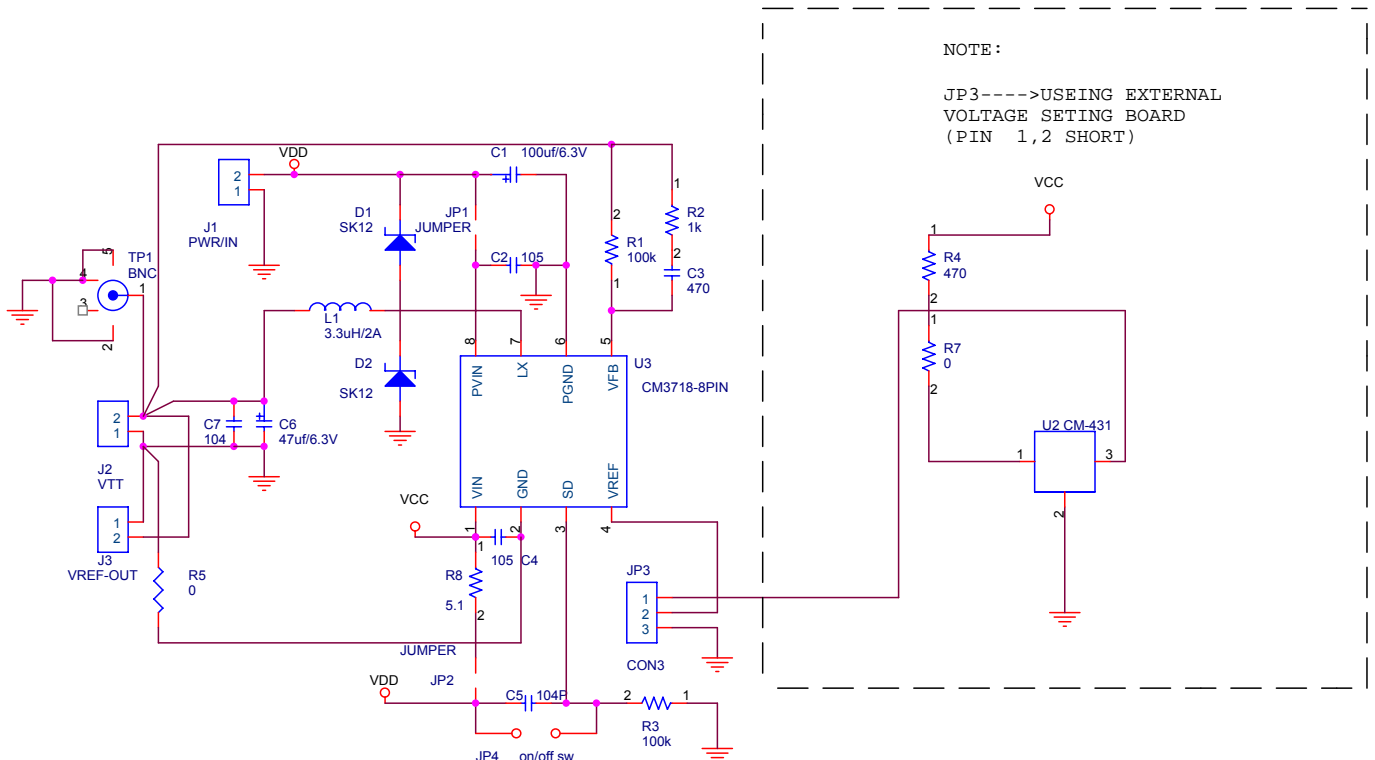 NOTE:
JP3---->USEING EXTERNAL
VOLTAGE SETING BOARD
(PIN 1,2 SHORT)
VCC
1
R4
470
2
1
R7
0
2
U2 CM-431
1
3
2
VDD
2
1
J1
PWR/IN
C1 100uf/6.3V
D1
SK12
JP1
JUMPER
C2 105
2
R1
100k
1
1
R2
1k
2
C3
470
5
TP1
BNC
4
1
3
2
L1
3.3uH/2A
D2
SK12
8
7
6
5
U3
CM3718-8PIN
PVIN
LX
PGND
VFB
VIN
GND
SD
VREF
1
2
3
4
2
1
J2
VTT
C7
104
C6
47uf/6.3V
1
2
J3
VREF-OUT
R5
0
VCC
105 C4
1
R8
5.1
2
JUMPER
JP2
JP3
1
2
3
CON3
VDD
C5 104P
2
1
R3
100k
JP4 on/off sw